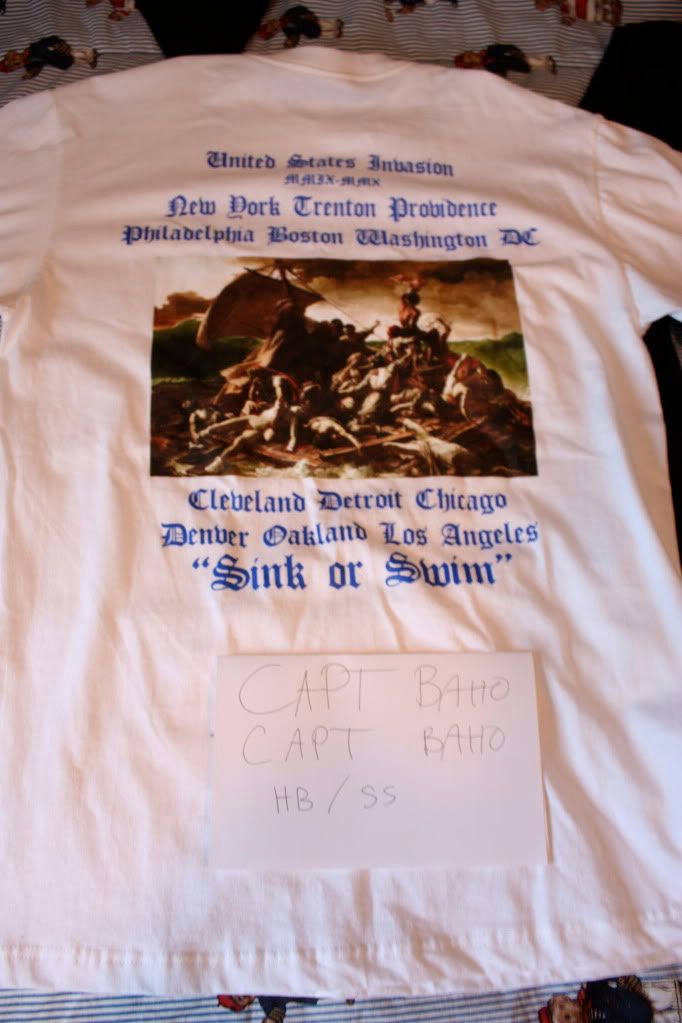 United States Invasion
MMIX-MMX
New York Trenton Providence
Philadelphia Boston Washington DC
Cleveland Detroit Chicago
Denver Oakland Los Angeles
"Sink or Swim"
CAPT BAHO
CAPT BAHO
HB / SS